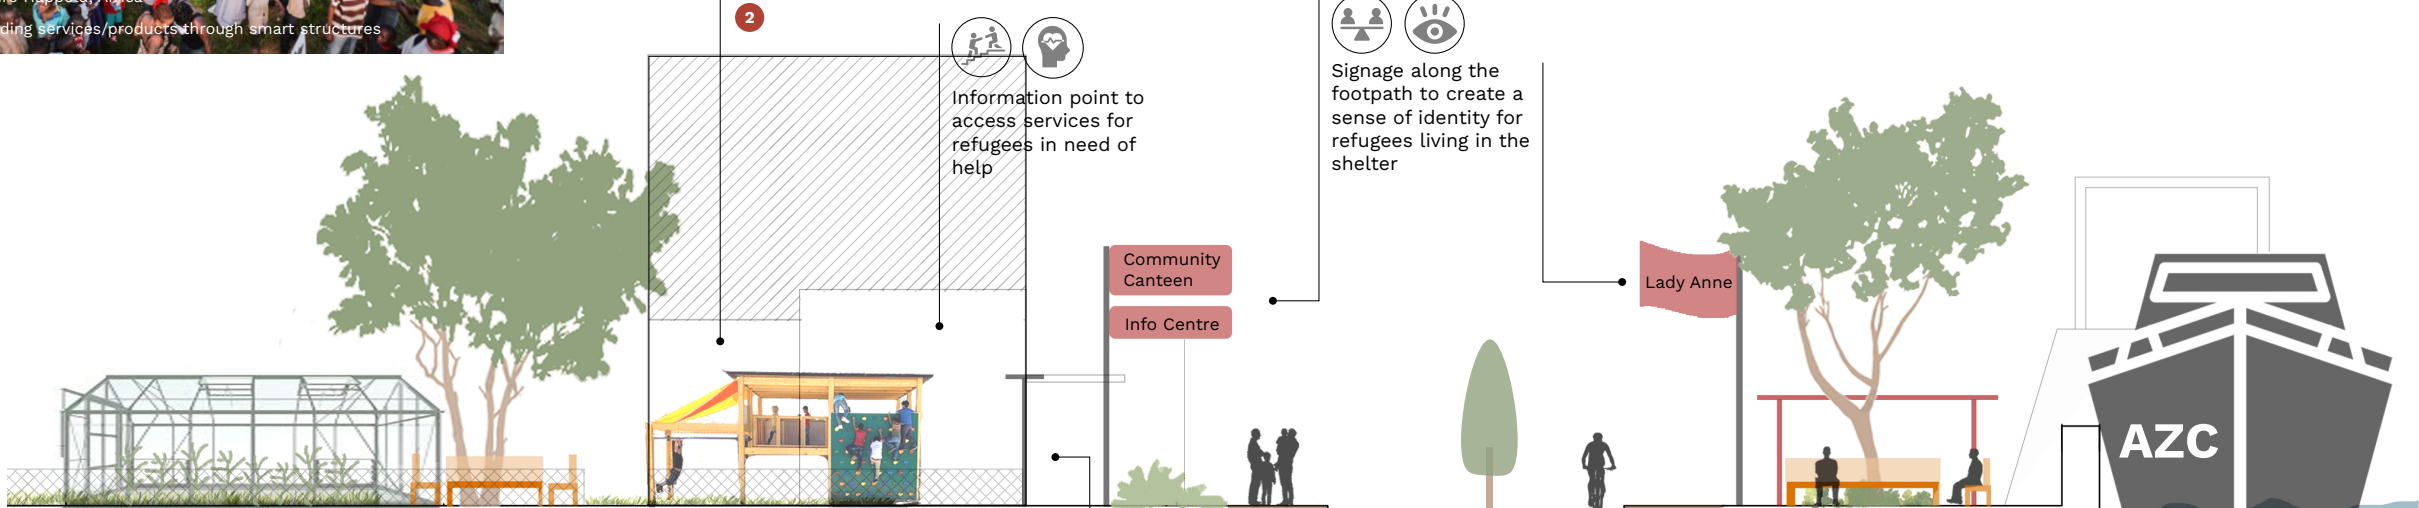 ding services/products through smart structures
2
Information point to
access services for
refugees in need of
help
Signage along the
footpath to create a
sense of identity for
refugees living in the
shelter
Community
Canteen
Info Centre
Lady Anne
AZC